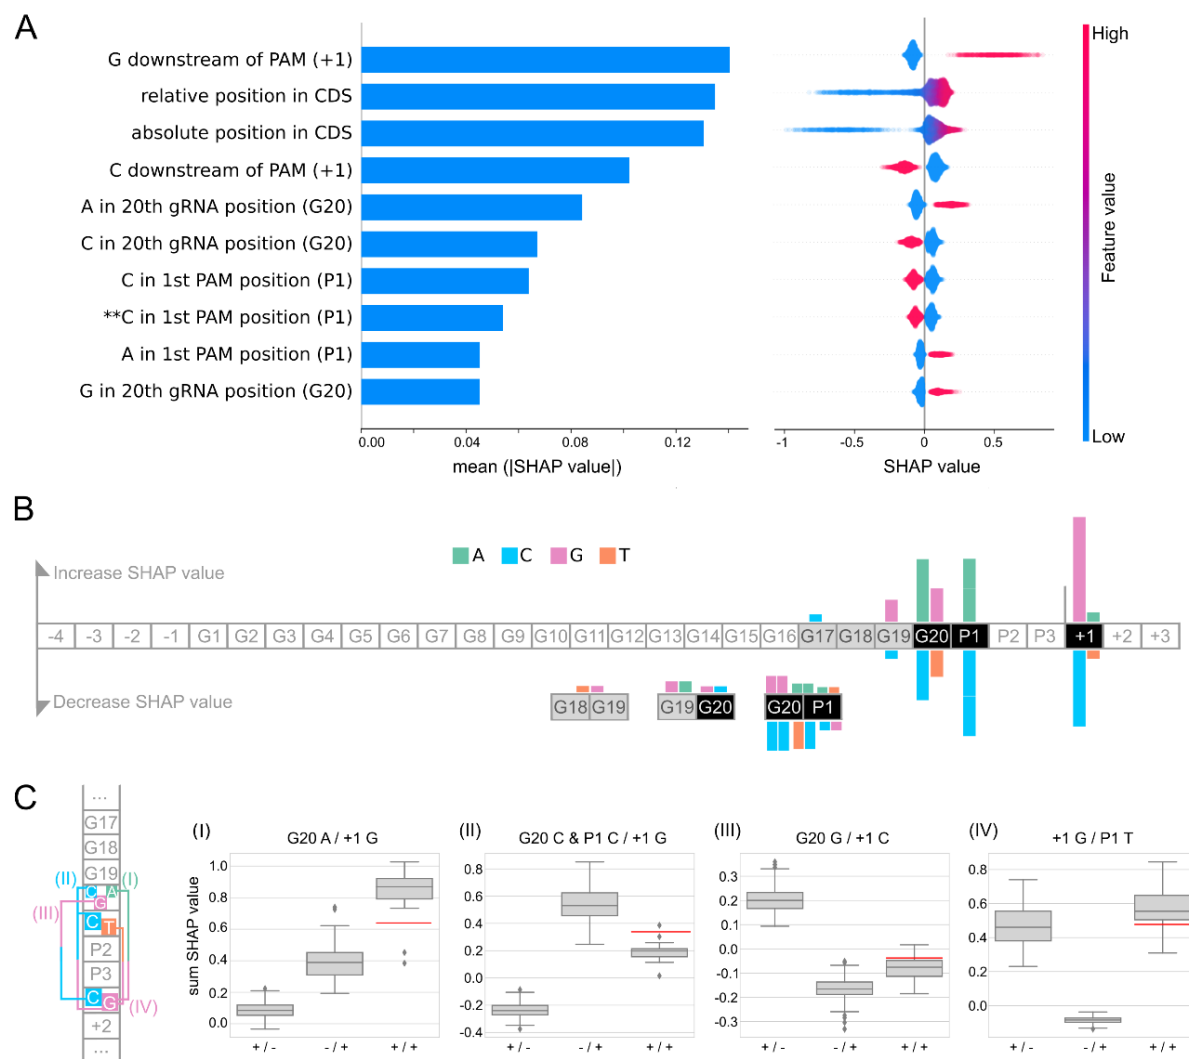 A
G downstream of PAM (+1)
relative position in CDS
absolute position in CDS
C downstream of PAM (+1)
A in 20th gRNA position (G20)
C in 20th gRNA position (G20)
C in 1st PAM position (P1)
**C in 1st PAM position (P1)
A in 1st PAM position (P1)
G in 20th gRNA position (G20)
0.00 0.04 0.08 0.12
mean (|SHAP value|)
-1 -0.5 0 0.5
SHAP value
High
Feature value
Low
B
A C G T
Increase SHAP value
-4 -3 -2 -1 G1 G2 G3 G4 G5 G6 G7 G8 G9 G10 G11 G12 G13 G14 G15 G16 G17 G18 G19 G20 P1 P2 P3 +1 +2 +3
Decrease SHAP value
G18 G19
G19 G20
G20 P1
C
...
G17
G18
G19
(II) C A (I)
(III) G
C T
P2
P3
C G (IV)
+2
...
(I) G20 A / +1 G
sum SHAP value
1.0
0.8
0.6
0.4
0.2
0.0
+ / - - / + + / +
(II) G20 C & P1 C / +1 G
0.8
0.6
0.4
0.2
0.0
-0.2
-0.4
+ / - - / + + / +
(III) G20 G / +1 C
0.3
0.2
0.1
0.0
-0.1
-0.2
-0.3
+ / - - / + + / +
(IV) +1 G / P1 T
0.8
0.6
0.4
0.2
0.0
+ / - - / + + / +